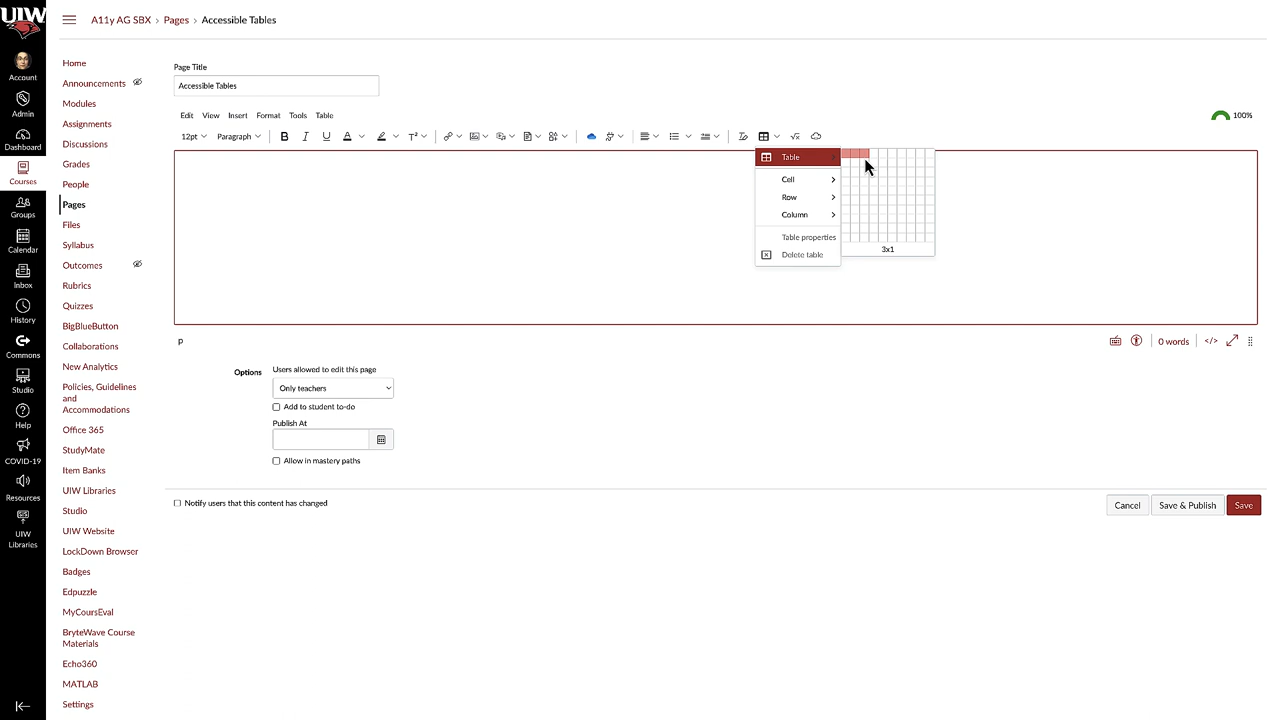 UIW
A11y AG SBX › Pages › Accessible Tables
Account
Admin
Dashboard
Courses
Groups
Calendar
Inbox
History
Commons
Studio
Help
COVID-19
Resources
UIW
Libraries
Home
Announcements
Modules
Assignments
Discussions
Grades
People
Pages
Files
Syllabus
Outcomes
Rubrics
Quizzes
BigBlueButton
Collaborations
New Analytics
Policies, Guidelines
and
Accommodations
Office 365
StudyMate
Item Banks
UIW Libraries
Studio
UIW Website
LockDown Browser
Badges
Edpuzzle
MyCoursEval
BryteWave Course
Materials
Echo360
MATLAB
Settings
Page Title
Accessible Tables
Edit View Insert Format Tools Table
100%
12pt Paragraph B I U A T²
Table
Cell
Row
Column
Table properties
Delete table
3x1
p
0 words </>
Options
Users allowed to edit this page
Only teachers
Add to student to-do
Publish At
Allow in mastery paths
Notify users that this content has changed
Cancel Save & Publish Save